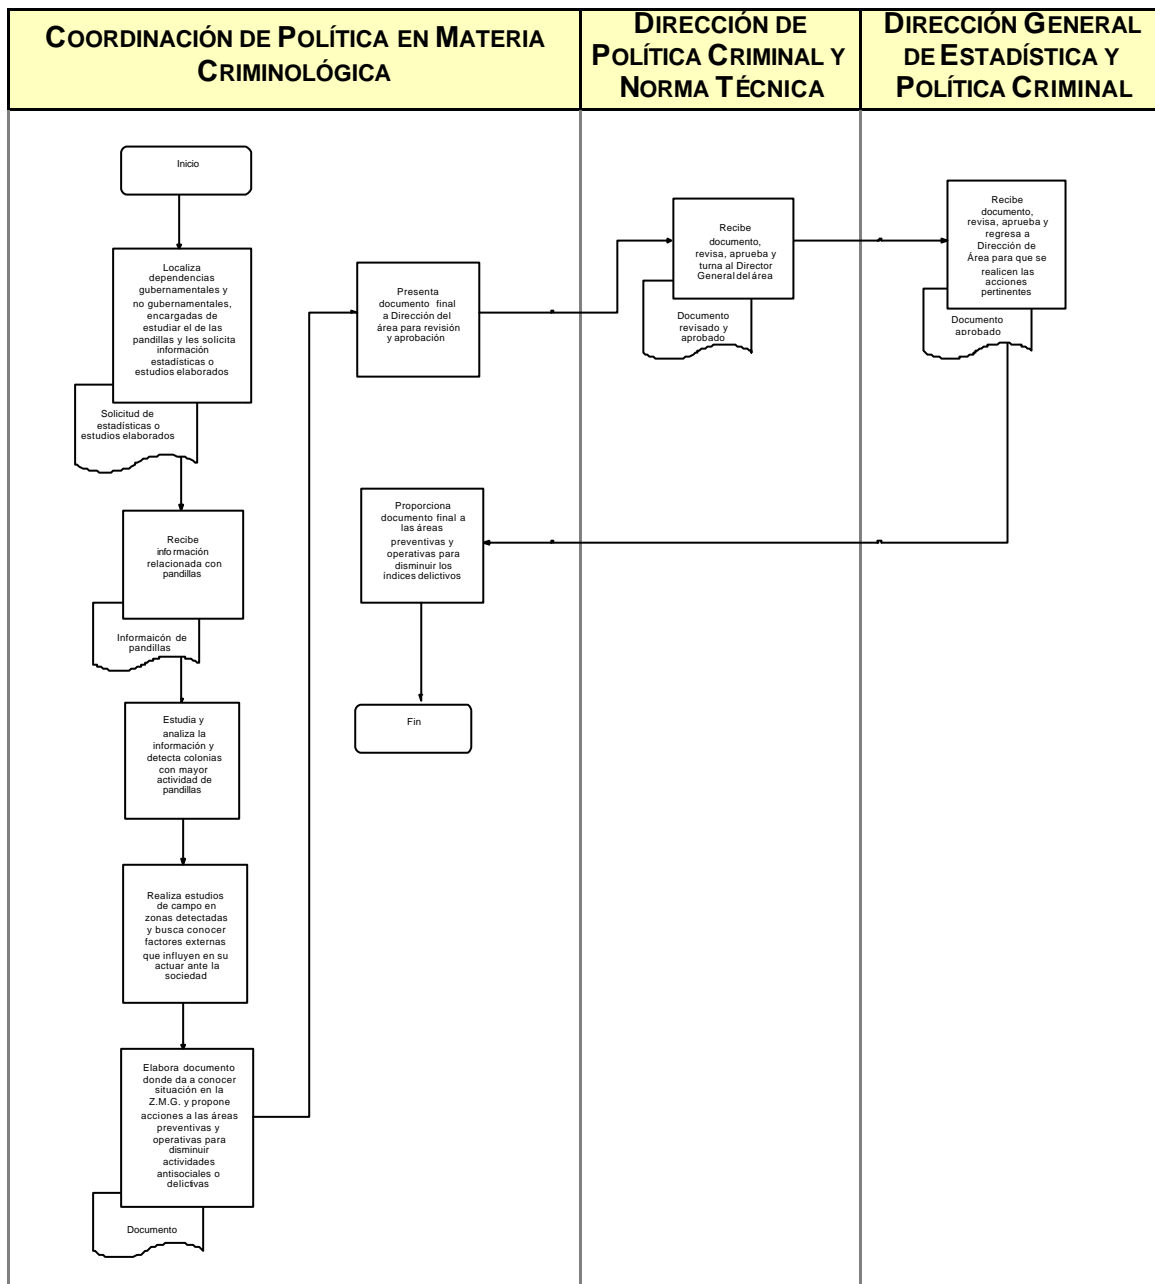 COORDINACIÓN DE POLÍTICA EN MATERIA
CRIMINOLÓGICA
DIRECCIÓN DE
POLÍTICA CRIMINAL Y
NORMA TÉCNICA
DIRECCIÓN GENERAL
DE ESTADÍSTICA Y
POLÍTICA CRIMINAL
Inicio
Localiza
dependencias
gubernamentales y
no gubernamentales,
encargadas de
estudiar el de las
pandillas y les solicita
información
estadísticas o
estudios elaborados
Solicitud de
estadísticas o
estudios elaborados
Recibe
información
relacionada con
pandillas
Informaicón de
pandillas
Estudia y
analiza la
información y
detecta colonias
con mayor
actividad de
pandillas
Realiza estudios
de campo en
zonas detectadas
y busca conocer
factores externas
que influyen en su
actuar ante la
sociedad
Elabora documento
donde da a conocer
situación en la
Z.M.G. y propone
acciones a las áreas
preventivas y
operativas para
disminuir
actividades
antisociales o
delictivas
Documento
Presenta
documento final
a Dirección del
área para revisión
y aprobación
Recibe
documento,
revisa, aprueba y
turna al Director
General del área
Documento
revisado y
aprobado
Recibe
documento,
revisa, aprueba y
regresa a
Dirección de
Área para que se
realicen las
acciones
pertinentes
Documento
aprobado
Proporciona
documento final a
las áreas
preventivas y
operativas para
disminuir los
índices delictivos
Fin